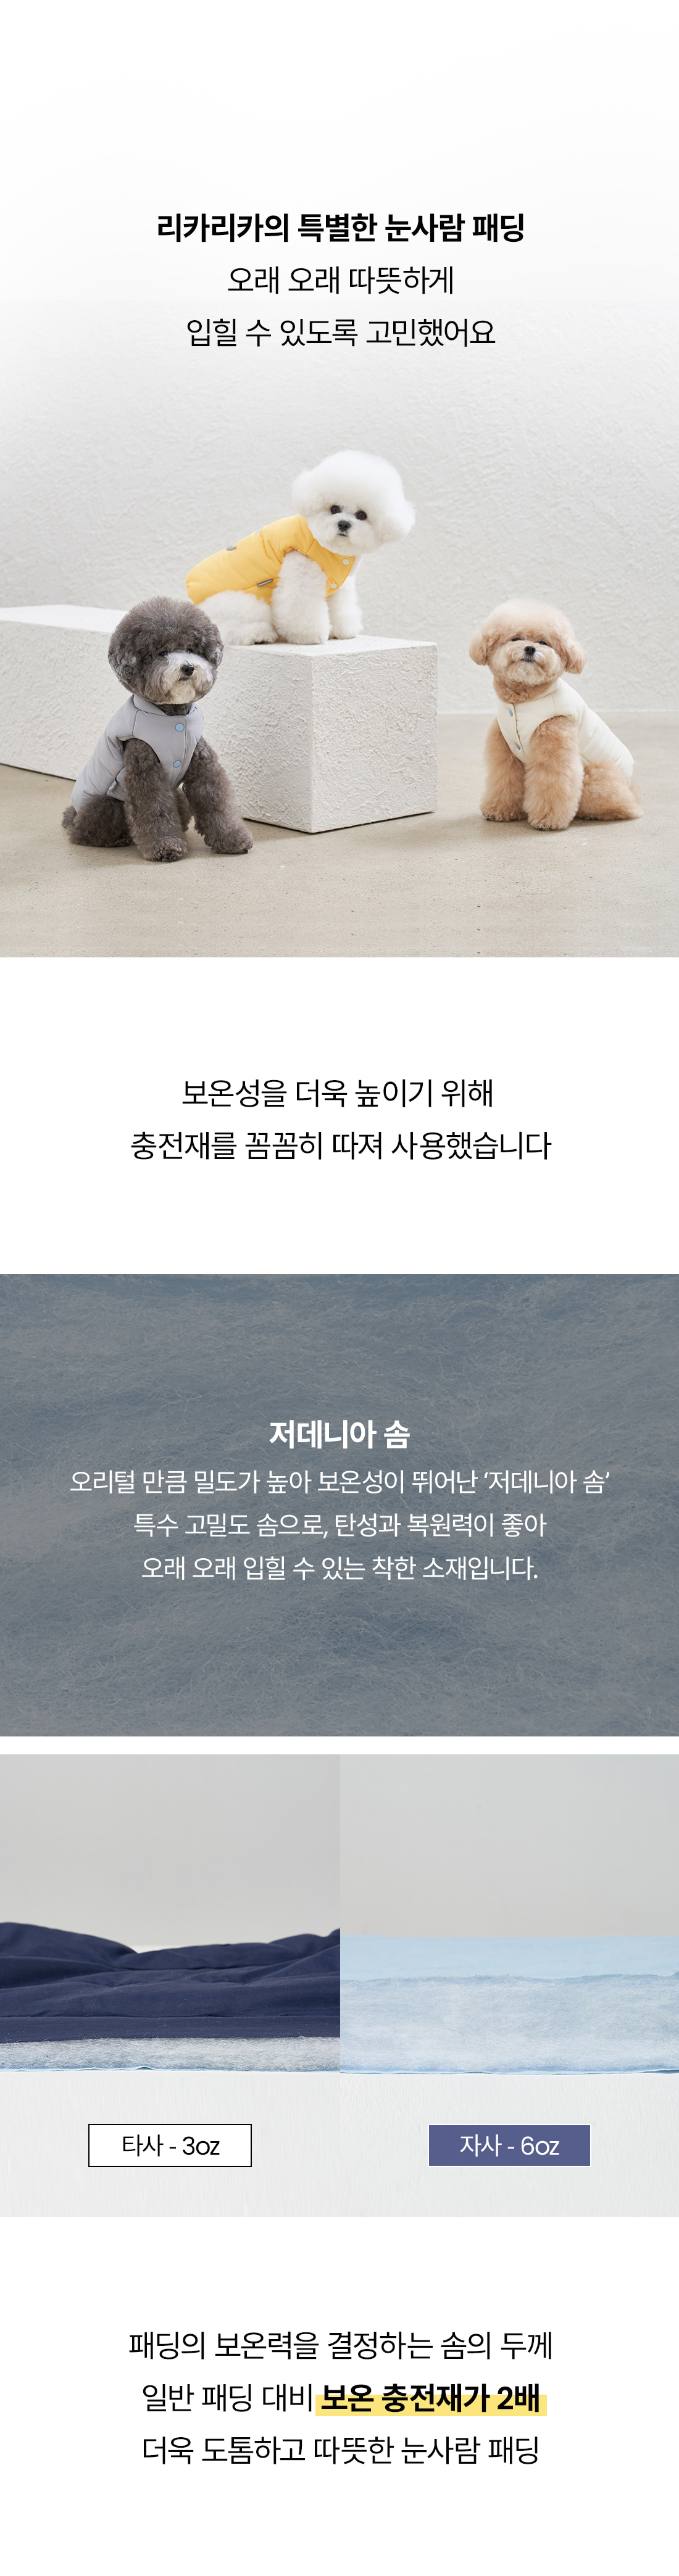 리카리카의 특별한 눈사람 패딩
오래 오래 따뜻하게
입힐 수 있도록 고민했어요
보온성을 더욱 높이기 위해
충전재를 꼼꼼히 따져 사용했습니다
저데니아 솜
오리털 만큼 밀도가 높아 보온성이 뛰어난 ‘저데니아 솜’
특수 고밀도 솜으로, 탄성과 복원력이 좋아
오래 오래 입힐 수 있는 착한 소재입니다.
타사 - 3oz
자사 - 6oz
패딩의 보온력을 결정하는 솜의 두께
일반 패딩 대비 보온 충전재가 2배
더욱 도톰하고 따뜻한 눈사람 패딩